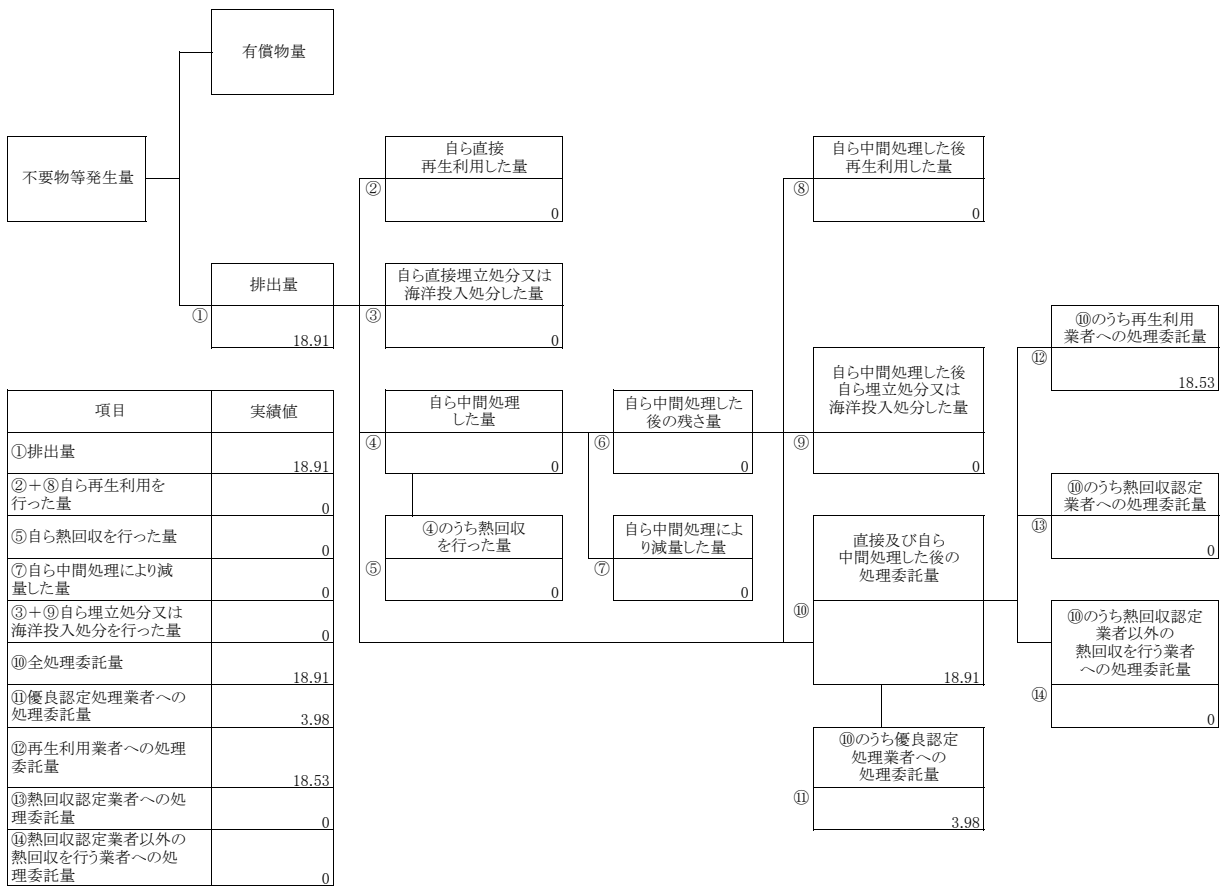 有償物量
不要物等発生量
排出量
①
18.91
自ら直接
再生利用した量
②
0
自ら直接埋立処分又は
海洋投入処分した量
③
0
自ら中間処理
した量
④
0
④のうち熱回収
を行った量
⑤
0
自ら中間処理した
後の残さ量
⑥
0
自ら中間処理によ
り減量した量
⑦
0
自ら中間処理した後
再生利用した量
⑧
0
自ら中間処理した後
自ら埋立処分又は
海洋投入処分した量
⑨
0
直接及び自ら
中間処理した後の
処理委託量
⑩
18.91
⑩のうち優良認定
処理業者への
処理委託量
⑪
3.98
⑩のうち再生利用
業者への処理委託量
⑫
18.53
⑩のうち熱回収認定
業者への処理委託量
⑬
0
⑩のうち熱回収認定
業者以外の
熱回収を行う業者
への処理委託量
⑭
0
項目 実績値
①排出量
18.91
②+⑧自ら再生利用を
行った量
0
⑤自ら熱回収を行った量
0
⑦自ら中間処理により減
量した量
0
③+⑨自ら埋立処分又は
海洋投入処分を行った量
0
⑩全処理委託量
18.91
⑪優良認定処理業者への
処理委託量
3.98
⑫再生利用業者への処理
委託量
18.53
⑬熱回収認定業者への処
理委託量
0
⑭熱回収認定業者以外の
熱回収を行う業者への処
理委託量
0